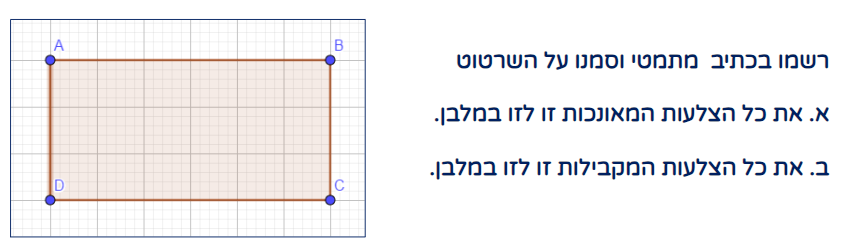 רשמו בכתיב מתמטי וסמנו על השרטוט
א. את כל הצלעות המאונכות זו לזו במלבן.
ב. את כל הצלעות המקבילות זו לזו במלבן.
A
B
D
C